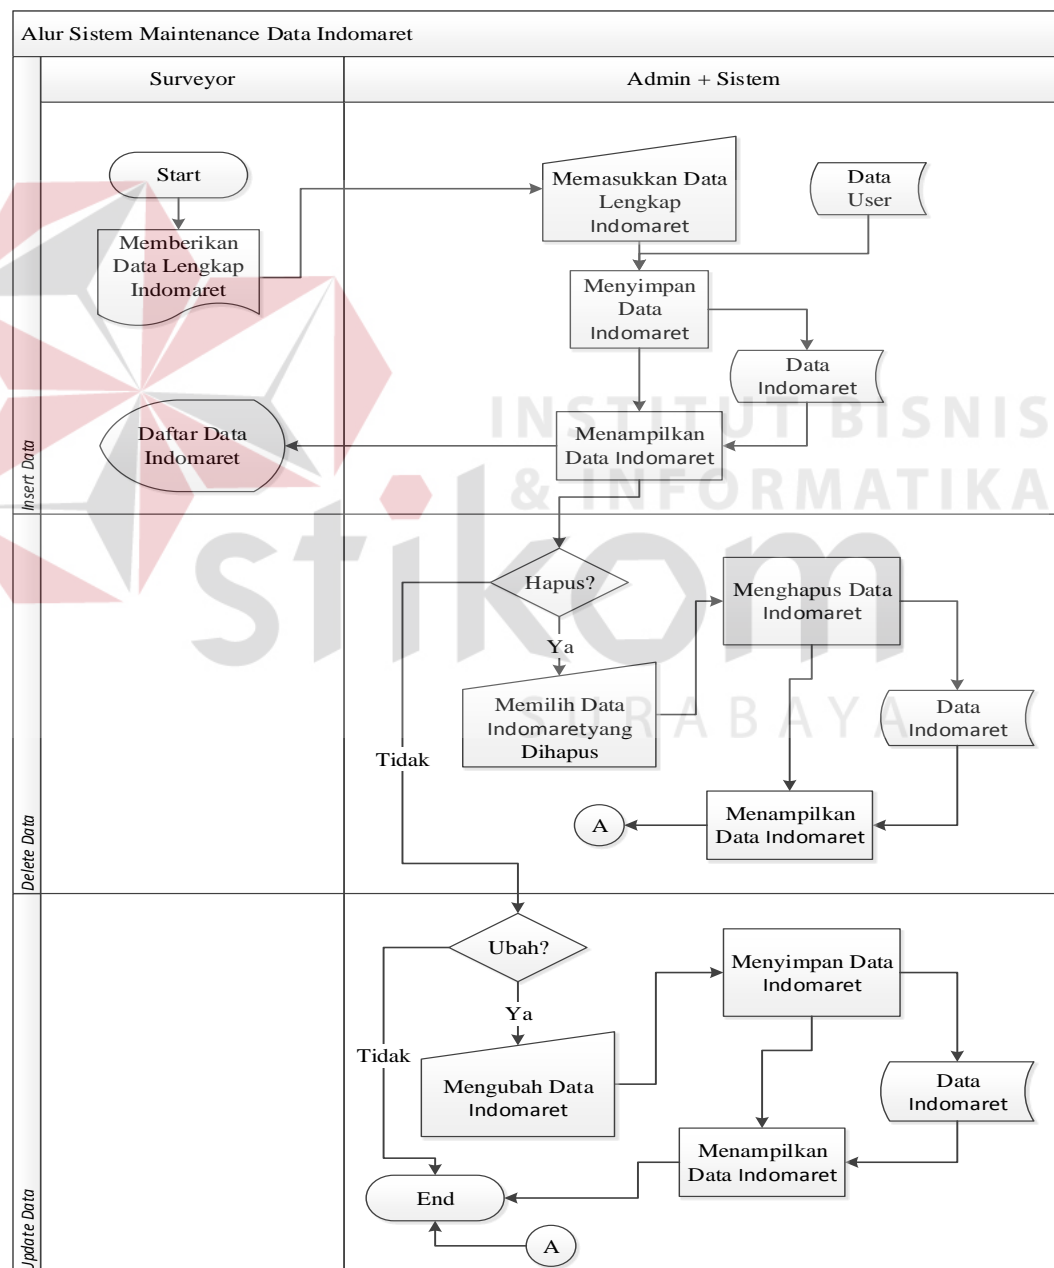 Alur Sistem Maintenance Data Indomaret
Surveyor
Admin + Sistem
Insert Data
Start
Memberikan
Data Lengkap
Indomaret
Memasukkan Data
Lengkap
Indomaret
Data
User
Menyimpan
Data
Indomaret
Data
Indomaret
Daftar Data
Indomaret
Menampilkan
Data Indomaret
INSTITUT BISNIS
& INFORMATIKA
stikom
SURABAYA
Delete Data
Hapus?
Ya
Tidak
Memilih Data
Indomaretyang
Dihapus
Menghapus Data
Indomaret
Data
Indomaret
Menampilkan
Data Indomaret
A
Update Data
Ubah?
Ya
Tidak
Mengubah Data
Indomaret
Menyimpan Data
Indomaret
Data
Indomaret
Menampilkan
Data Indomaret
End
A